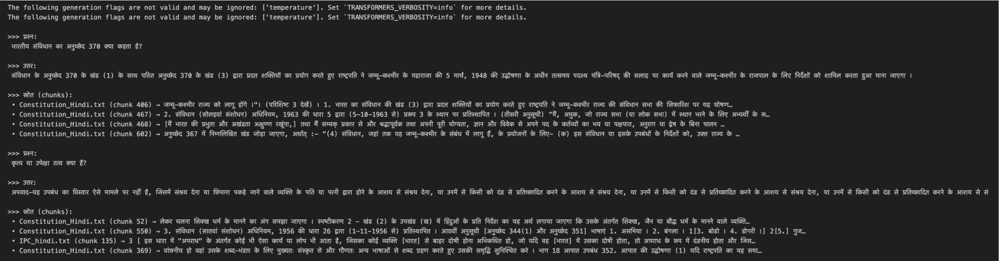 The following generation flags are not valid and may be ignored: ['temperature']. Set `TRANSFORMERS_VERBOSITY=info` for more details.
The following generation flags are not valid and may be ignored: ['temperature']. Set `TRANSFORMERS_VERBOSITY=info` for more details.
>>> प्रश्न:
भारतीय संविधान का अनुच्छेद 370 क्या कहता है?
>>> उत्तर:
संविधान के अनुच्छेद 370 के खंड (1) के साथ पठित अनुच्छेद 370 के खंड (3) द्वारा प्रदत्त शक्तियों का प्रयोग करते हुए राष्ट्रपति ने जम्मू-कश्मीर के महाराजा की 5 मार्च, 1948 की उद्घोषणा के अधीन तत्समय पदस्थ मंत्रि-परिषद् की सलाह पर कार्य करने वाले जम्मू-कश्मीर के राजपाल के लिए निर्देशों को शामिल करता हुआ माना जाएगा ।
>>> स्रोत (chunks):
• Constitution_Hindi.txt (chunk 406) → जम्मू-कश्मीर राज्य को लागू होंगे ।"। (परिशिष्ट 3 देखें) । 1. भारत का संविधान की खंड (3) द्वारा प्रदत्त शक्तियों का प्रयोग करते हुए राष्ट्रपति ने जम्मू-कश्मीर राज्य की संविधान सभा की सिफारिश पर यह घोषण…
• Constitution_Hindi.txt (chunk 467) → 2. संविधान (सोलहवां संशोधन) अधिनियम, 1963 की धारा 5 द्वारा (5-10-1963 से) प्ररूप 3 के स्थान पर प्रतिस्थापित । (तीसरी अनुसूची) “मैं, अमुक, जो राज्य सभा (या लोक सभा) में स्थान भरने के लिए अभ्यर्थी के रू…
• Constitution_Hindi.txt (chunk 468) → [मैं भारत की प्रभुता और अखंडता अक्षुण्ण रखूंगा,] तथा मैं सम्यक् प्रकार से और श्रद्धापूर्वक तथा अपनी पूरी योग्यता, ज्ञान और विवेक से अपने पद के कर्तव्यों का भय या पक्षपात, अनुराग या द्वेष के बिना पालन …
• Constitution_Hindi.txt (chunk 602) → अनुच्छेद 367 में निम्नलिखित खंड जोड़ा जाएगा, अर्थात् :- “(4) संविधान, जहां तक यह जम्मू-कश्मीर के संबंध में लागू हैं, के प्रयोजनों के लिए- (क) इस संविधान या इसके उपबंधों के निर्देशों को, उक्त राज्य के …
>>> प्रश्न:
कृत्य या उपेक्षा तत्व क्या हैं?
>>> उत्तर:
अपवाद-यह उपबंध का विस्तार ऐसे मामले पर नहीं है, जिसमें संश्रय देना या छिपाना पकड़े जाने वाले व्यक्ति के पति या पत्नी द्वारा होने के आशय से संश्रय देना, या उनमें से किसी को दंड से प्रतिच्छादित करने के आशय से संश्रय देना, या उनमें से किसी को दंड से प्रतिच्छादित करने के आशय से संश्रय देना, या उनमें से किसी को दंड से प्रतिच्छादित करने के आशय से सं
>>> स्रोत (chunks):
• Constitution_Hindi.txt (chunk 52) → लेकर चलना सिक्ख धर्म के मानने का अंग समझा जाएगा । स्पष्टीकरण 2 - खंड (2) के उपखंड (ख) में हिंदुओं के प्रति निर्देश का यह अर्थ लगाया जाएगा कि उसके अंतर्गत सिक्ख, जैन या बौद्ध धर्म के मानने वाले व्यक्ति…
• Constitution_Hindi.txt (chunk 550) → 3. संविधान (सातवां संशोधन) अधिनियम, 1956 की धारा 26 द्वारा (1-11-1956 से) प्रतिस्थापित । आठवीं अनुसूची [अनुच्छेद 344(1) और अनुच्छेद 351] भाषाएं 1. असमिया । 2. बंगला । 1[3. बोडो । 4. डोगरी ।] 2[5.] गुज…
• IPC_hindi.txt (chunk 135) → 3 [ इस धारा में "अपराध" के अंतर्गत कोई भी ऐसा कार्य या लोप भी आता है, जिसका कोई व्यक्ति [भारत] से बाहर दोषी होना अभिकथित हो, जो यदि वह [भारत] में उसका दोषी होता, तो अपराध के रूप में दंडनीय होता और जिस…
• Constitution_Hindi.txt (chunk 369) → वांछनीय हो वहां उसके शब्द-भंडार के लिए मुख्यतः संस्कृत से और गौणतः अन्य भाषाओं से शब्द ग्रहण करते हुए उसकी समृद्धि सुनिश्चित करे । भाग 18 आपात उपबंध 352. आपात की उद्घोषणा (1) यदि राष्ट्रपति का यह समा…